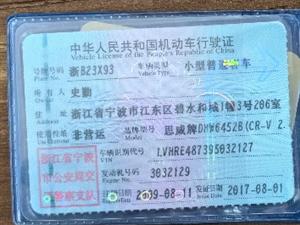 中华人民共和国机动车行驶证
Vehicle License of the People's Republic of China
号牌号码 浙B23X93 车辆类型 小型普通客车
Plate No. Vehicle Type
所有人 史勤
Owner
住址 浙江省宁波市江东区碧水和城1幢3号206室
Address
使用性质 非营运 品牌型号 思威牌DHW6452B(CR-V 2.
Use Character Model
浙江省宁波 车辆识别代号 LVHRE487395032127
VIN
市公安局交 发动机号码 3032129
Engine No.
通警察支队 注册日期 2009-08-11 发证日期 2017-08-01